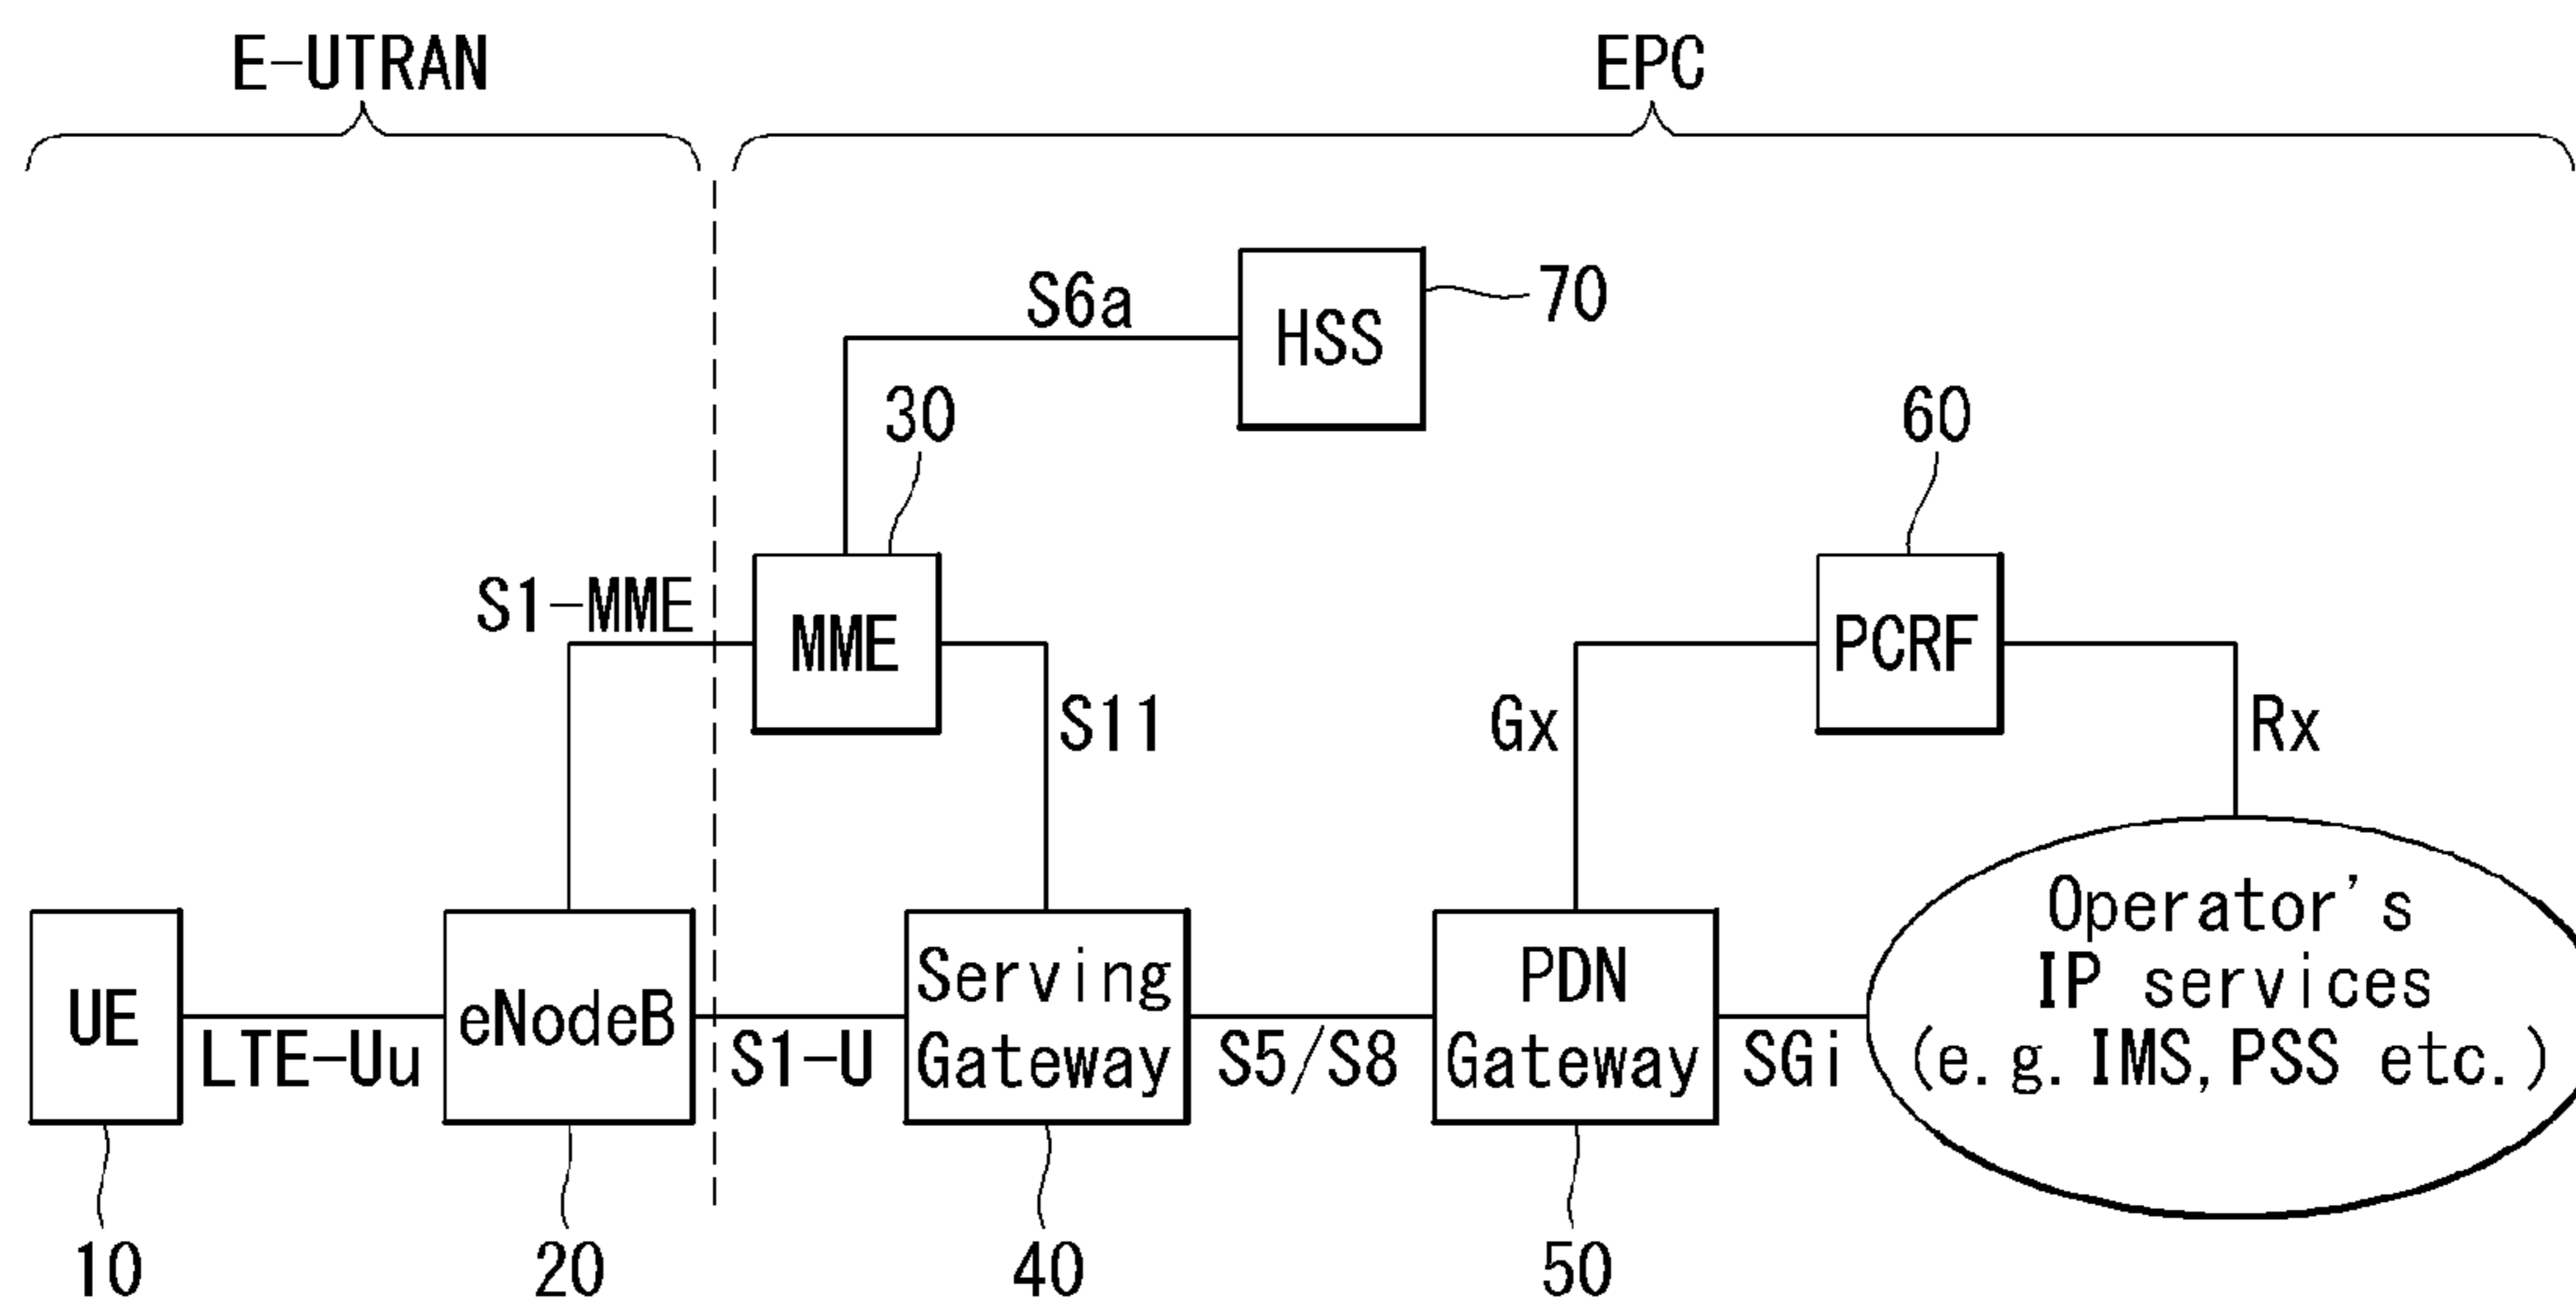 E-UTRAN
EPC
S6a
HSS
70
30
60
S1-MME
MME
PCRF
S11
Gx
Rx
UE
LTE-Uu
eNodeB
S1-U
Serving
Gateway
S5/S8
PDN
Gateway
SGi
Operator's
IP services
(e.g. IMS, PSS etc.)
10
20
40
50